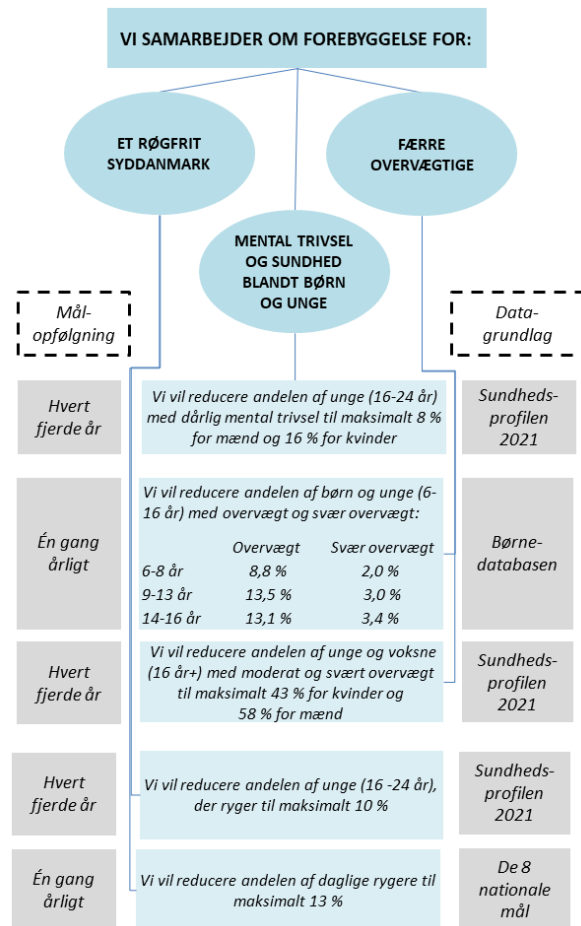 VI SAMARBEJDER OM FOREBYGGELSE FOR:
ET RØGFRIT
SYDDANMARK
FÆRRE
OVERVÆGTIGE
MENTAL TRIVSEL
OG SUNDHED
BLANDT BØRN
OG UNGE
Mål-
opfølgning
Data-
grundlag
Hvert
fjerde år
Vi vil reducere andelen af unge (16-24 år)
med dårlig mental trivsel til maksimalt 8 %
for mænd og 16 % for kvinder
Sundheds-
profilen
2021
Én gang
årligt
Vi vil reducere andelen af børn og unge (6-
16 år) med overvægt og svær overvægt:
Overvægt Svær overvægt
6-8 år 8,8 % 2,0 %
9-13 år 13,5 % 3,0 %
14-16 år 13,1 % 3,4 %
Børne-
databasen
Hvert
fjerde år
Vi vil reducere andelen af unge og voksne
(16 år+) med moderat og svært overvægt
til maksimalt 43 % for kvinder og
58 % for mænd
Sundheds-
profilen
2021
Hvert
fjerde år
Vi vil reducere andelen af unge (16 -24 år),
der ryger til maksimalt 10 %
Sundheds-
profilen
2021
Én gang
årligt
Vi vil reducere andelen af daglige rygere til
maksimalt 13 %
De 8
nationale
mål